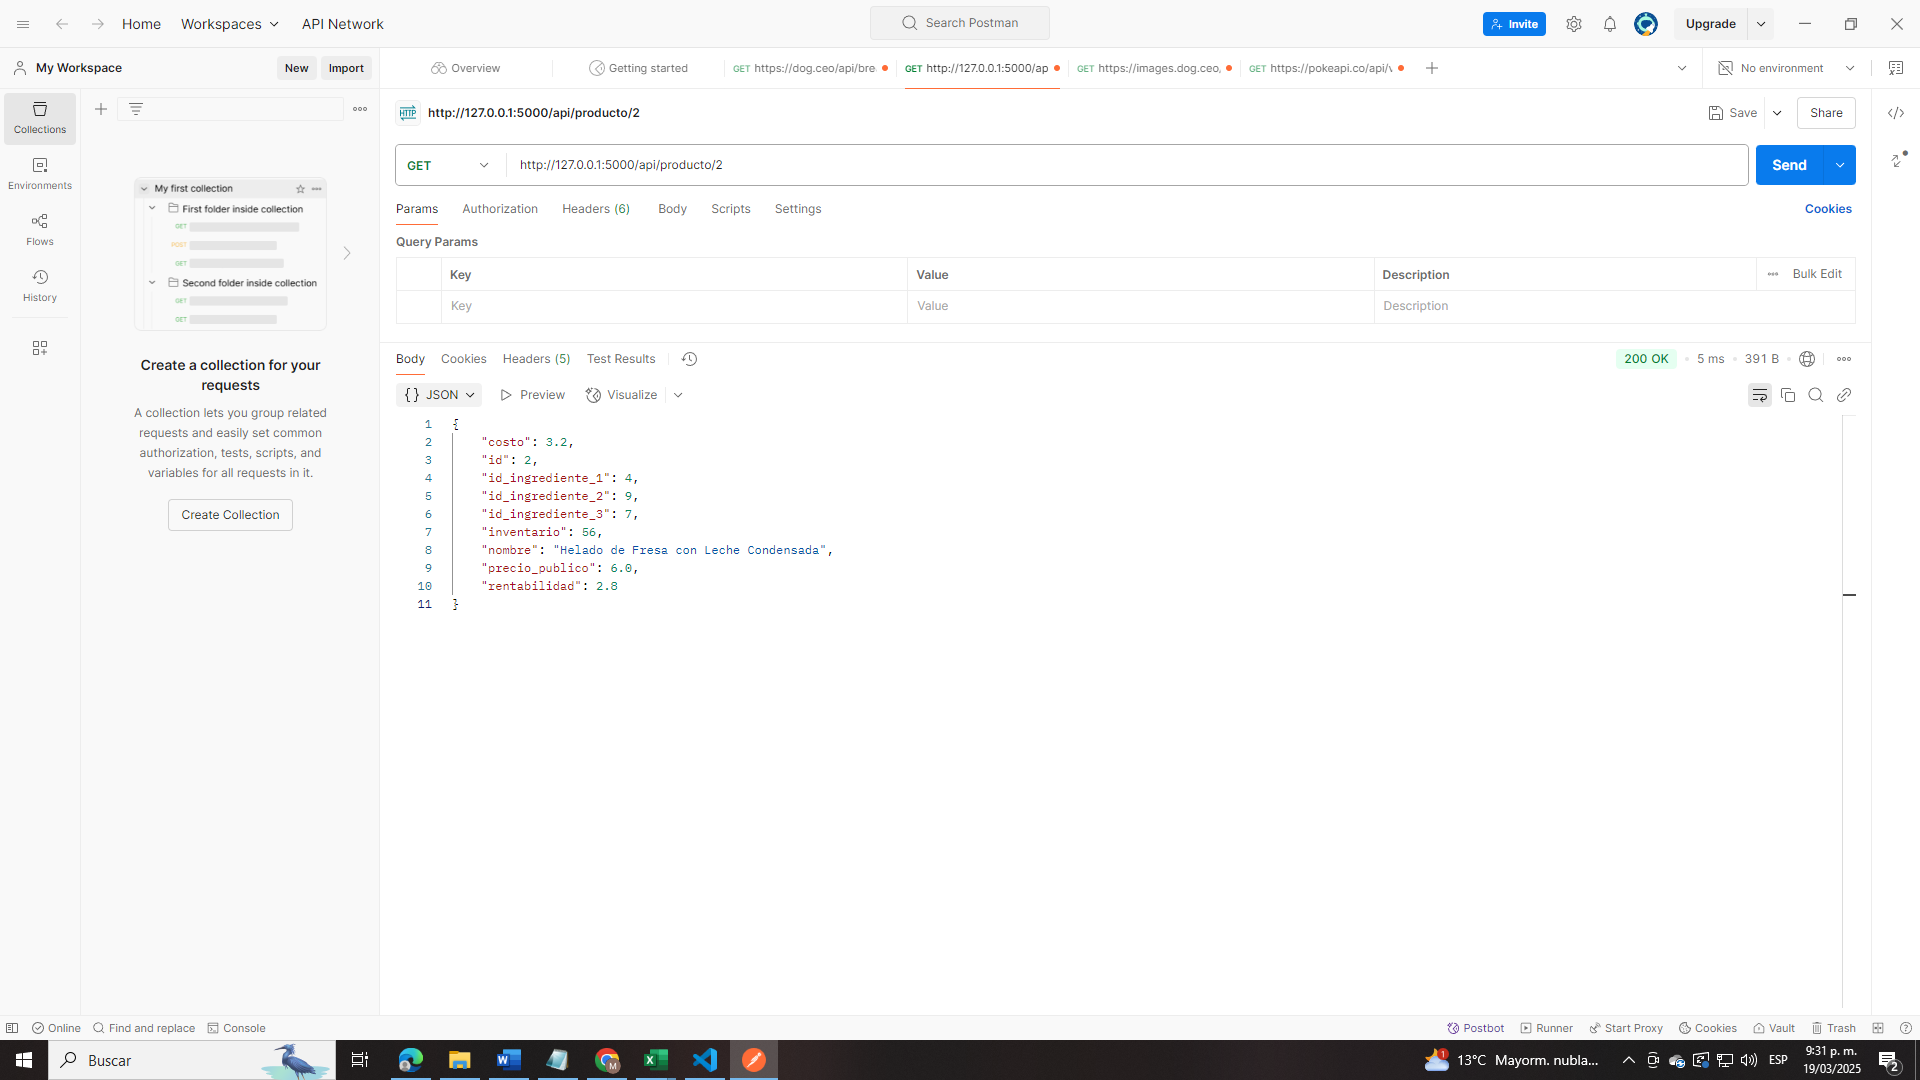 Home Workspaces API Network Search Postman Invite Upgrade
My Workspace New Import Overview Getting started GET https://dog.ceo/api/bre GET http://127.0.0.1:5000/ap GET https://images.dog.ceo, GET https://pokeapi.co/api/v No environment
Collections
Environments
Flows
History
My first collection
First folder inside collection
GET
POST
GET
Second folder inside collection
GET
GET
Create a collection for your
requests
A collection lets you group related
requests and easily set common
authorization, tests, scripts, and
variables for all requests in it.
Create Collection
HTTP http://127.0.0.1:5000/api/producto/2 Save Share
GET http://127.0.0.1:5000/api/producto/2 Send
Params Authorization Headers (6) Body Scripts Settings Cookies
Query Params
Key Value Description Bulk Edit
Key Value Description
Body Cookies Headers (5) Test Results 200 OK 5 ms 391 B
{} JSON Preview Visualize
1 {
2 "costo": 3.2,
3 "id": 2,
4 "id_ingrediente_1": 4,
5 "id_ingrediente_2": 9,
6 "id_ingrediente_3": 7,
7 "inventario": 56,
8 "nombre": "Helado de Fresa con Leche Condensada",
9 "precio_publico": 6.0,
10 "rentabilidad": 2.8
11 }
Online Find and replace Console Postbot Runner Start Proxy Cookies Vault Trash
Buscar 1 13°C Mayorm. nubla... ESP 9:31 p. m.
19/03/2025 2